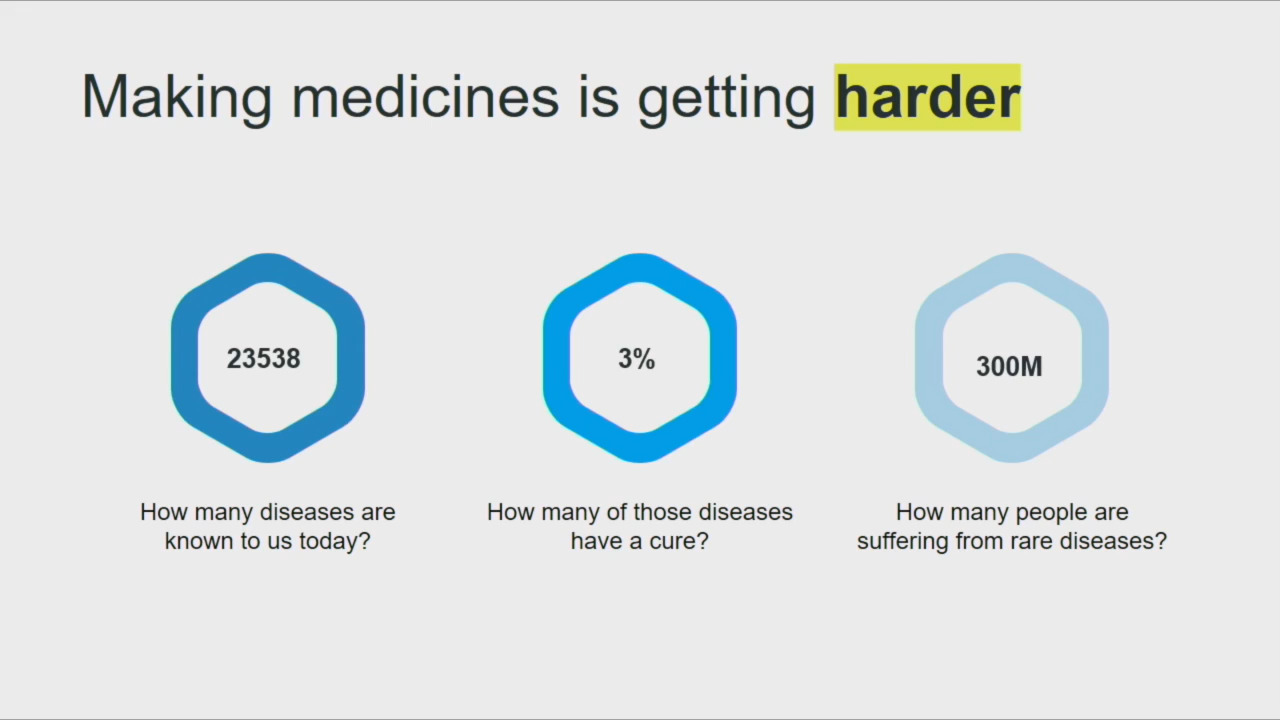 Making medicines is getting harder
23538
3%
300M
How many diseases are
known to us today?
How many of those diseases
have a cure?
How many people are
suffering from rare diseases?